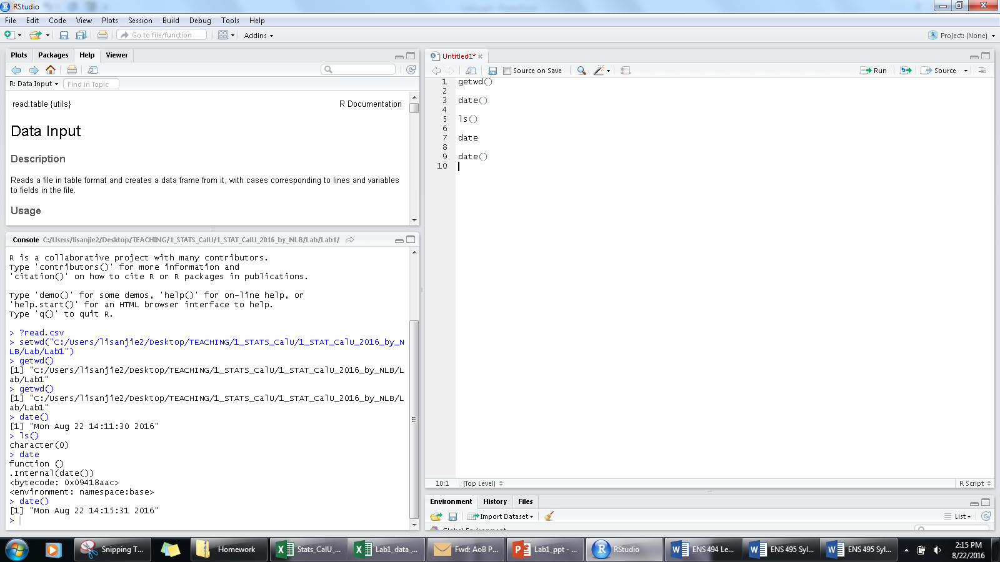 RStudio
File Edit Code View Plots Session Build Debug Tools Help
Go to file/function Addins Project: (None)
Plots Packages Help Viewer
R: Data Input Find in Topic
read.table {utils} R Documentation
Data Input
Description
Reads a file in table format and creates a data frame from it, with cases corresponding to lines and variables
to fields in the file.
Usage
Console C:/Users/lisanjie2/Desktop/TEACHING/1_STATS_CalU/1_STAT_CalU_2016_by_NLB/Lab/Lab1/
R is a collaborative project with many contributors.
Type 'contributors()' for more information and
'citation()' on how to cite R or R packages in publications.
Type 'demo()' for some demos, 'help()' for on-line help, or
'help.start()' for an HTML browser interface to help.
Type 'q()' to quit R.
> ?read.csv
> setwd("C:/Users/lisanjie2/Desktop/TEACHING/1_STATS_CalU/1_STAT_CalU_2016_by_N
LB/Lab/Lab1")
> getwd()
[1] "C:/Users/lisanjie2/Desktop/TEACHING/1_STATS_CalU/1_STAT_CalU_2016_by_NLB/L
ab/Lab1"
> getwd()
[1] "C:/Users/lisanjie2/Desktop/TEACHING/1_STATS_CalU/1_STAT_CalU_2016_by_NLB/L
ab/Lab1"
> date()
[1] "Mon Aug 22 14:11:30 2016"
> ls()
character(0)
> date
function ()
.Internal(date())
<bytecode: 0x09418aac>
<environment: namespace:base>
> date()
[1] "Mon Aug 22 14:15:31 2016"
>
Untitled1*
Source on Save Run Source
1 getwd()
2
3 date()
4
5 ls()
6
7 date
8
9 date()
10
10:1 (Top Level) R Script
Environment History Files
Import Dataset List
Global Environment
Snipping T... Homework Stats_CalU_... Lab1_data_... Fwd: AoB P... Lab1_ppt - ... RStudio ENS 494 Le... ENS 495 Syl... ENS 495 Syl...
2:15 PM
8/22/2016